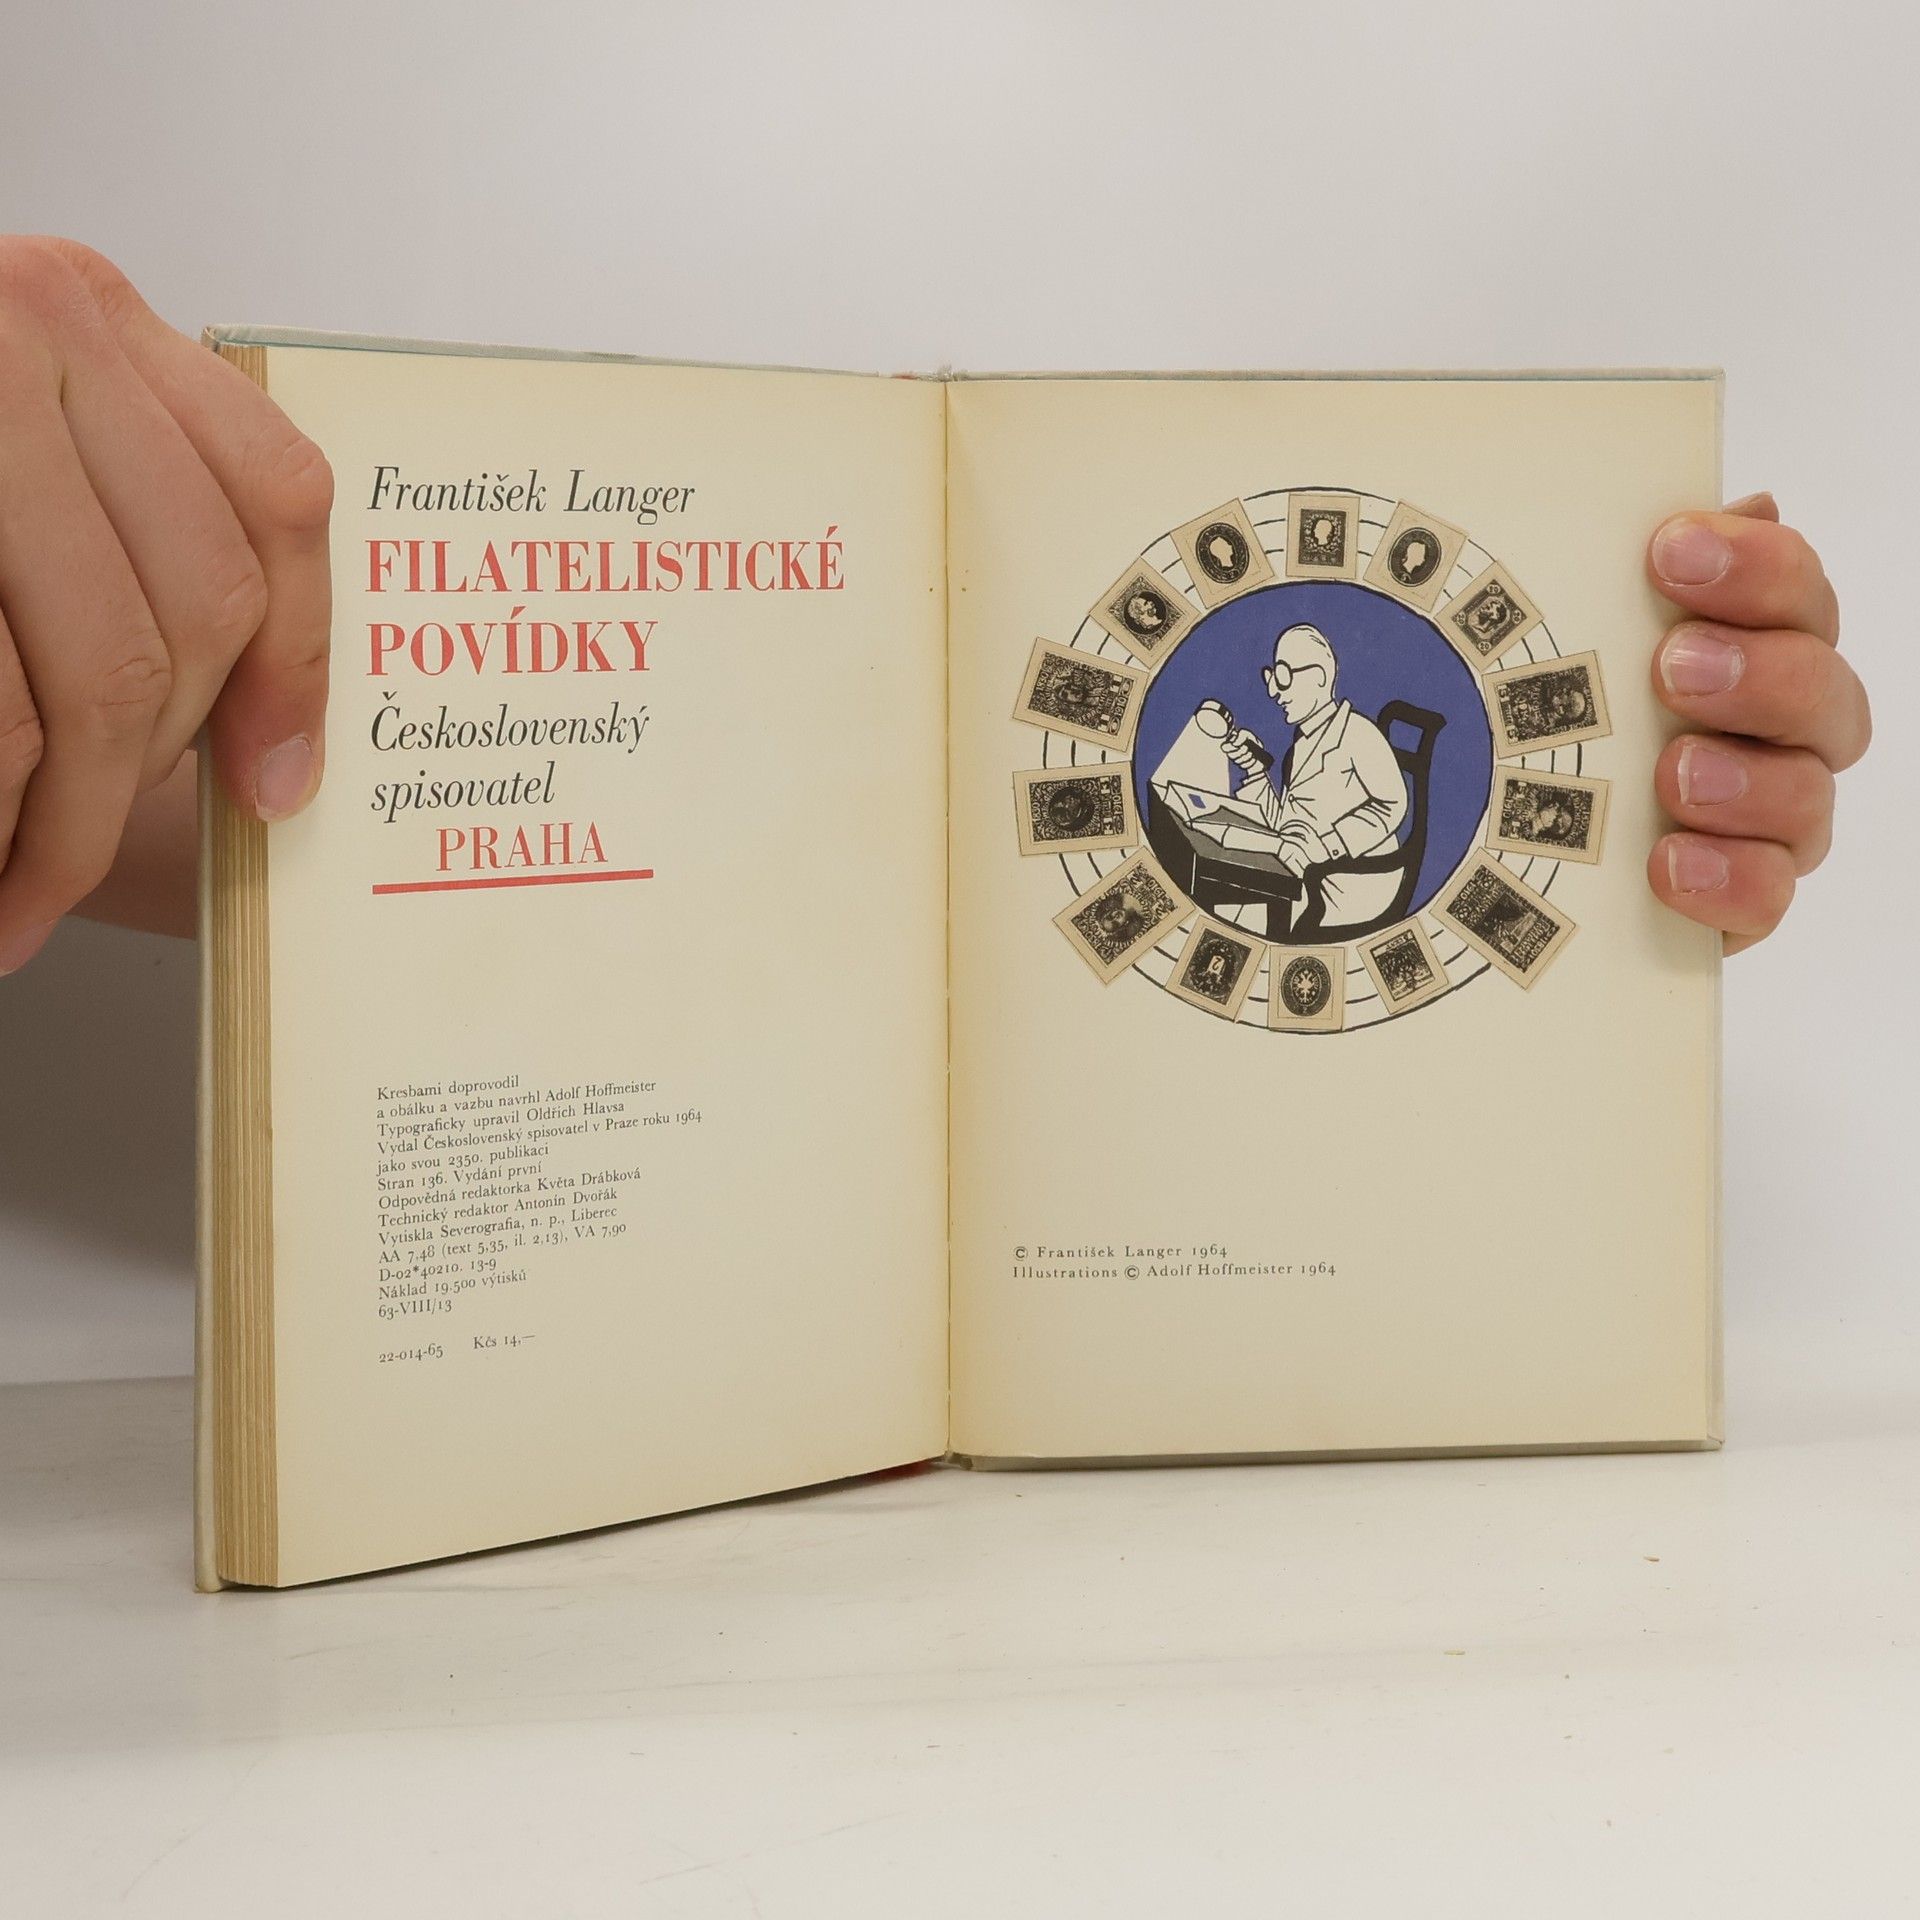 František Langer
FILATELISTICKÉ
POVÍDKY
Československý
spisovatel
PRAHA
Kresbami doprovodil
a obálku a vazbu navrhl Adolf Hoffmeister
Typograficky upravil Oldřich Hlavsa
Vydal Československý spisovatel v Praze roku 1964
jako svou 2350. publikaci
Stran 136. Vydání první
Odpovědná redaktorka Květa Drábková
Technický redaktor Antonín Dvořák
Vytiskla Severografia, n. p., Liberec
AA 7,48 (text 5,35, il. 2,13), VA 7,90
D-02*40210. 13-9
Náklad 19.500 výtisků
63-VIII/13
22-014-65 Kčs 14,—
© František Langer 1964
Illustrations © Adolf Hoffmeister 1964